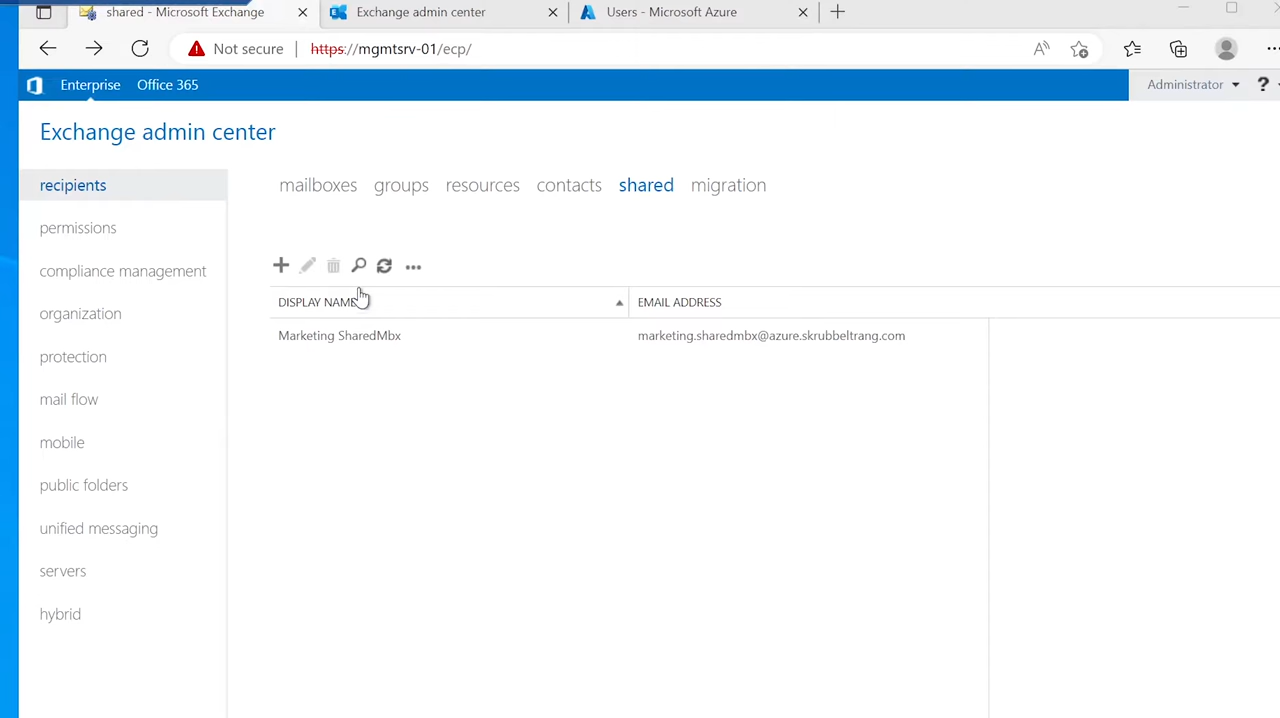 shared - Microsoft Exchange
Exchange admin center
Users - Microsoft Azure
Not secure
https://mgmtsrv-01/ecp/
Enterprise
Office 365
Administrator
?
Exchange admin center
recipients
permissions
compliance management
organization
protection
mail flow
mobile
public folders
unified messaging
servers
hybrid
mailboxes
groups
resources
contacts
shared
migration
DISPLAY NAME
EMAIL ADDRESS
Marketing SharedMbx
marketing.sharedmbx@azure.skrubbeltrang.com